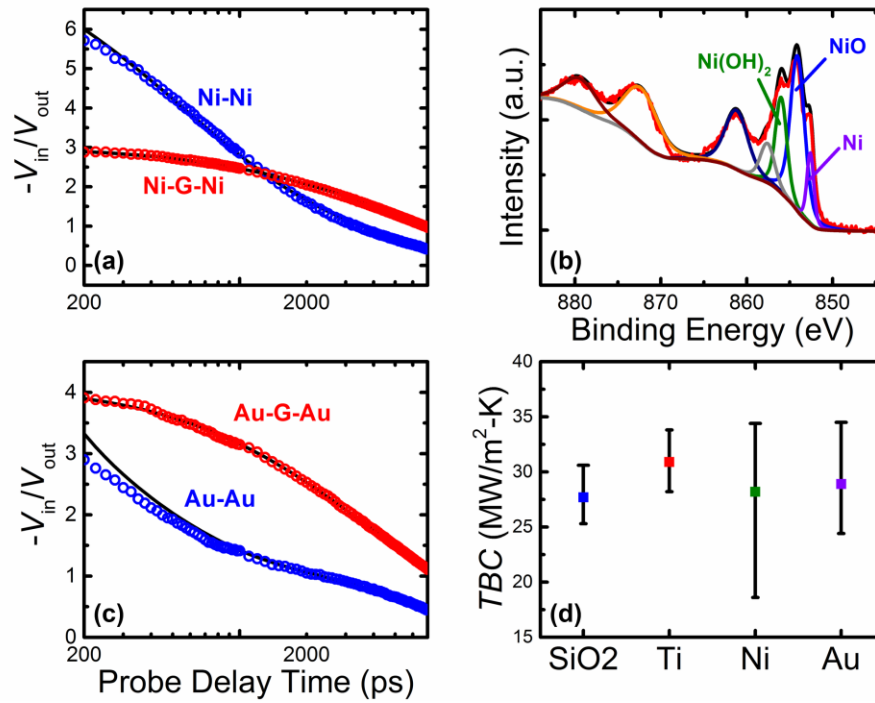 6
5
4
3
2
1
0
-V_in/V_out
Ni-Ni
Ni-G-Ni
(a)
200
2000
Intensity (a.u.)
Ni(OH)₂
NiO
Ni
(b)
880
870
860
850
Binding Energy (eV)
4
3
2
1
0
-V_in/V_out
Au-G-Au
Au-Au
(c)
200
2000
Probe Delay Time (ps)
40
35
30
25
20
15
TBC (MW/m²-K)
(d)
SiO2
Ti
Ni
Au